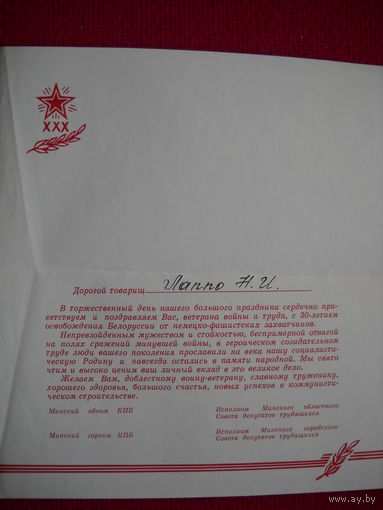 XXX
Дорогой товарищ Лаппо Н. И.
В торжественный день нашего большого праздника сердечно при-
ветствуем и поздравляем Вас, ветерана войны и труда, с 30-летием
освобождения Белоруссии от немецко-фашистских захватчиков.
Непревзойденным мужеством и стойкостью, беспримерной отвагой
на полях сражений минувшей войны, в героическом созидательном
труде люди вашего поколения прославили на века нашу социалисти-
ческую Родину и навсегда остались в памяти народной. Мы свято
чтим и высоко ценим ваш личный вклад в это великое дело.
Желаем Вам, доблестному воину-ветерану, славному труженику,
хорошего здоровья, большого счастья, новых успехов в коммунисти-
ческом строительстве.
Минский обком КПБ
Исполком Минского областного
Совета депутатов трудящихся
Минский горком КПБ
Исполком Минского городского
Совета депутатов трудящихся
www.ay.by